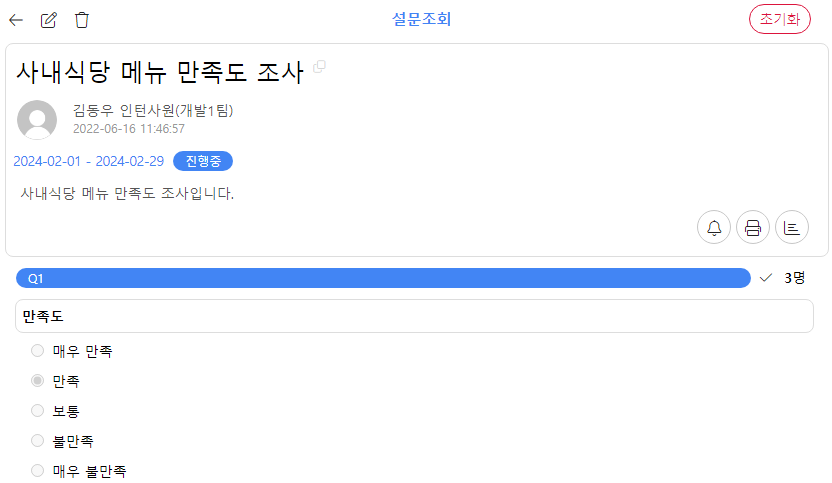 설문조회
초기화
사내식당 메뉴 만족도 조사
김동우 인턴사원(개발1팀)
2022-06-16 11:46:57
2024-02-01 - 2024-02-29 진행중
사내식당 메뉴 만족도 조사입니다.
Q1 3명
만족도
매우 만족
만족
보통
불만족
매우 불만족